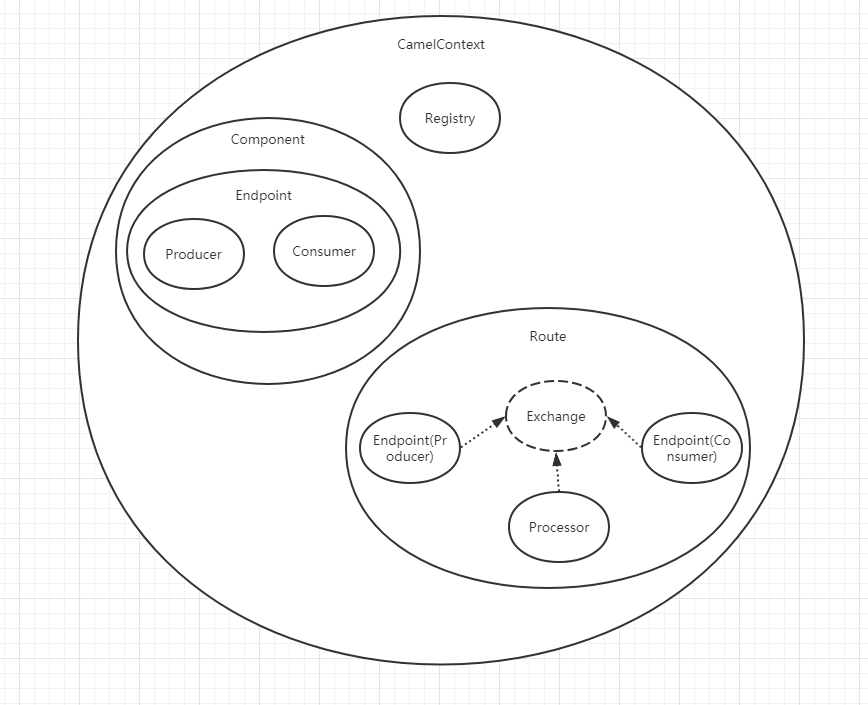 CamelContext
Registry
Component
Endpoint
Producer
Consumer
Route
Exchange
Endpoint(Pr
oducer)
Endpoint(Co
nsumer)
Processor